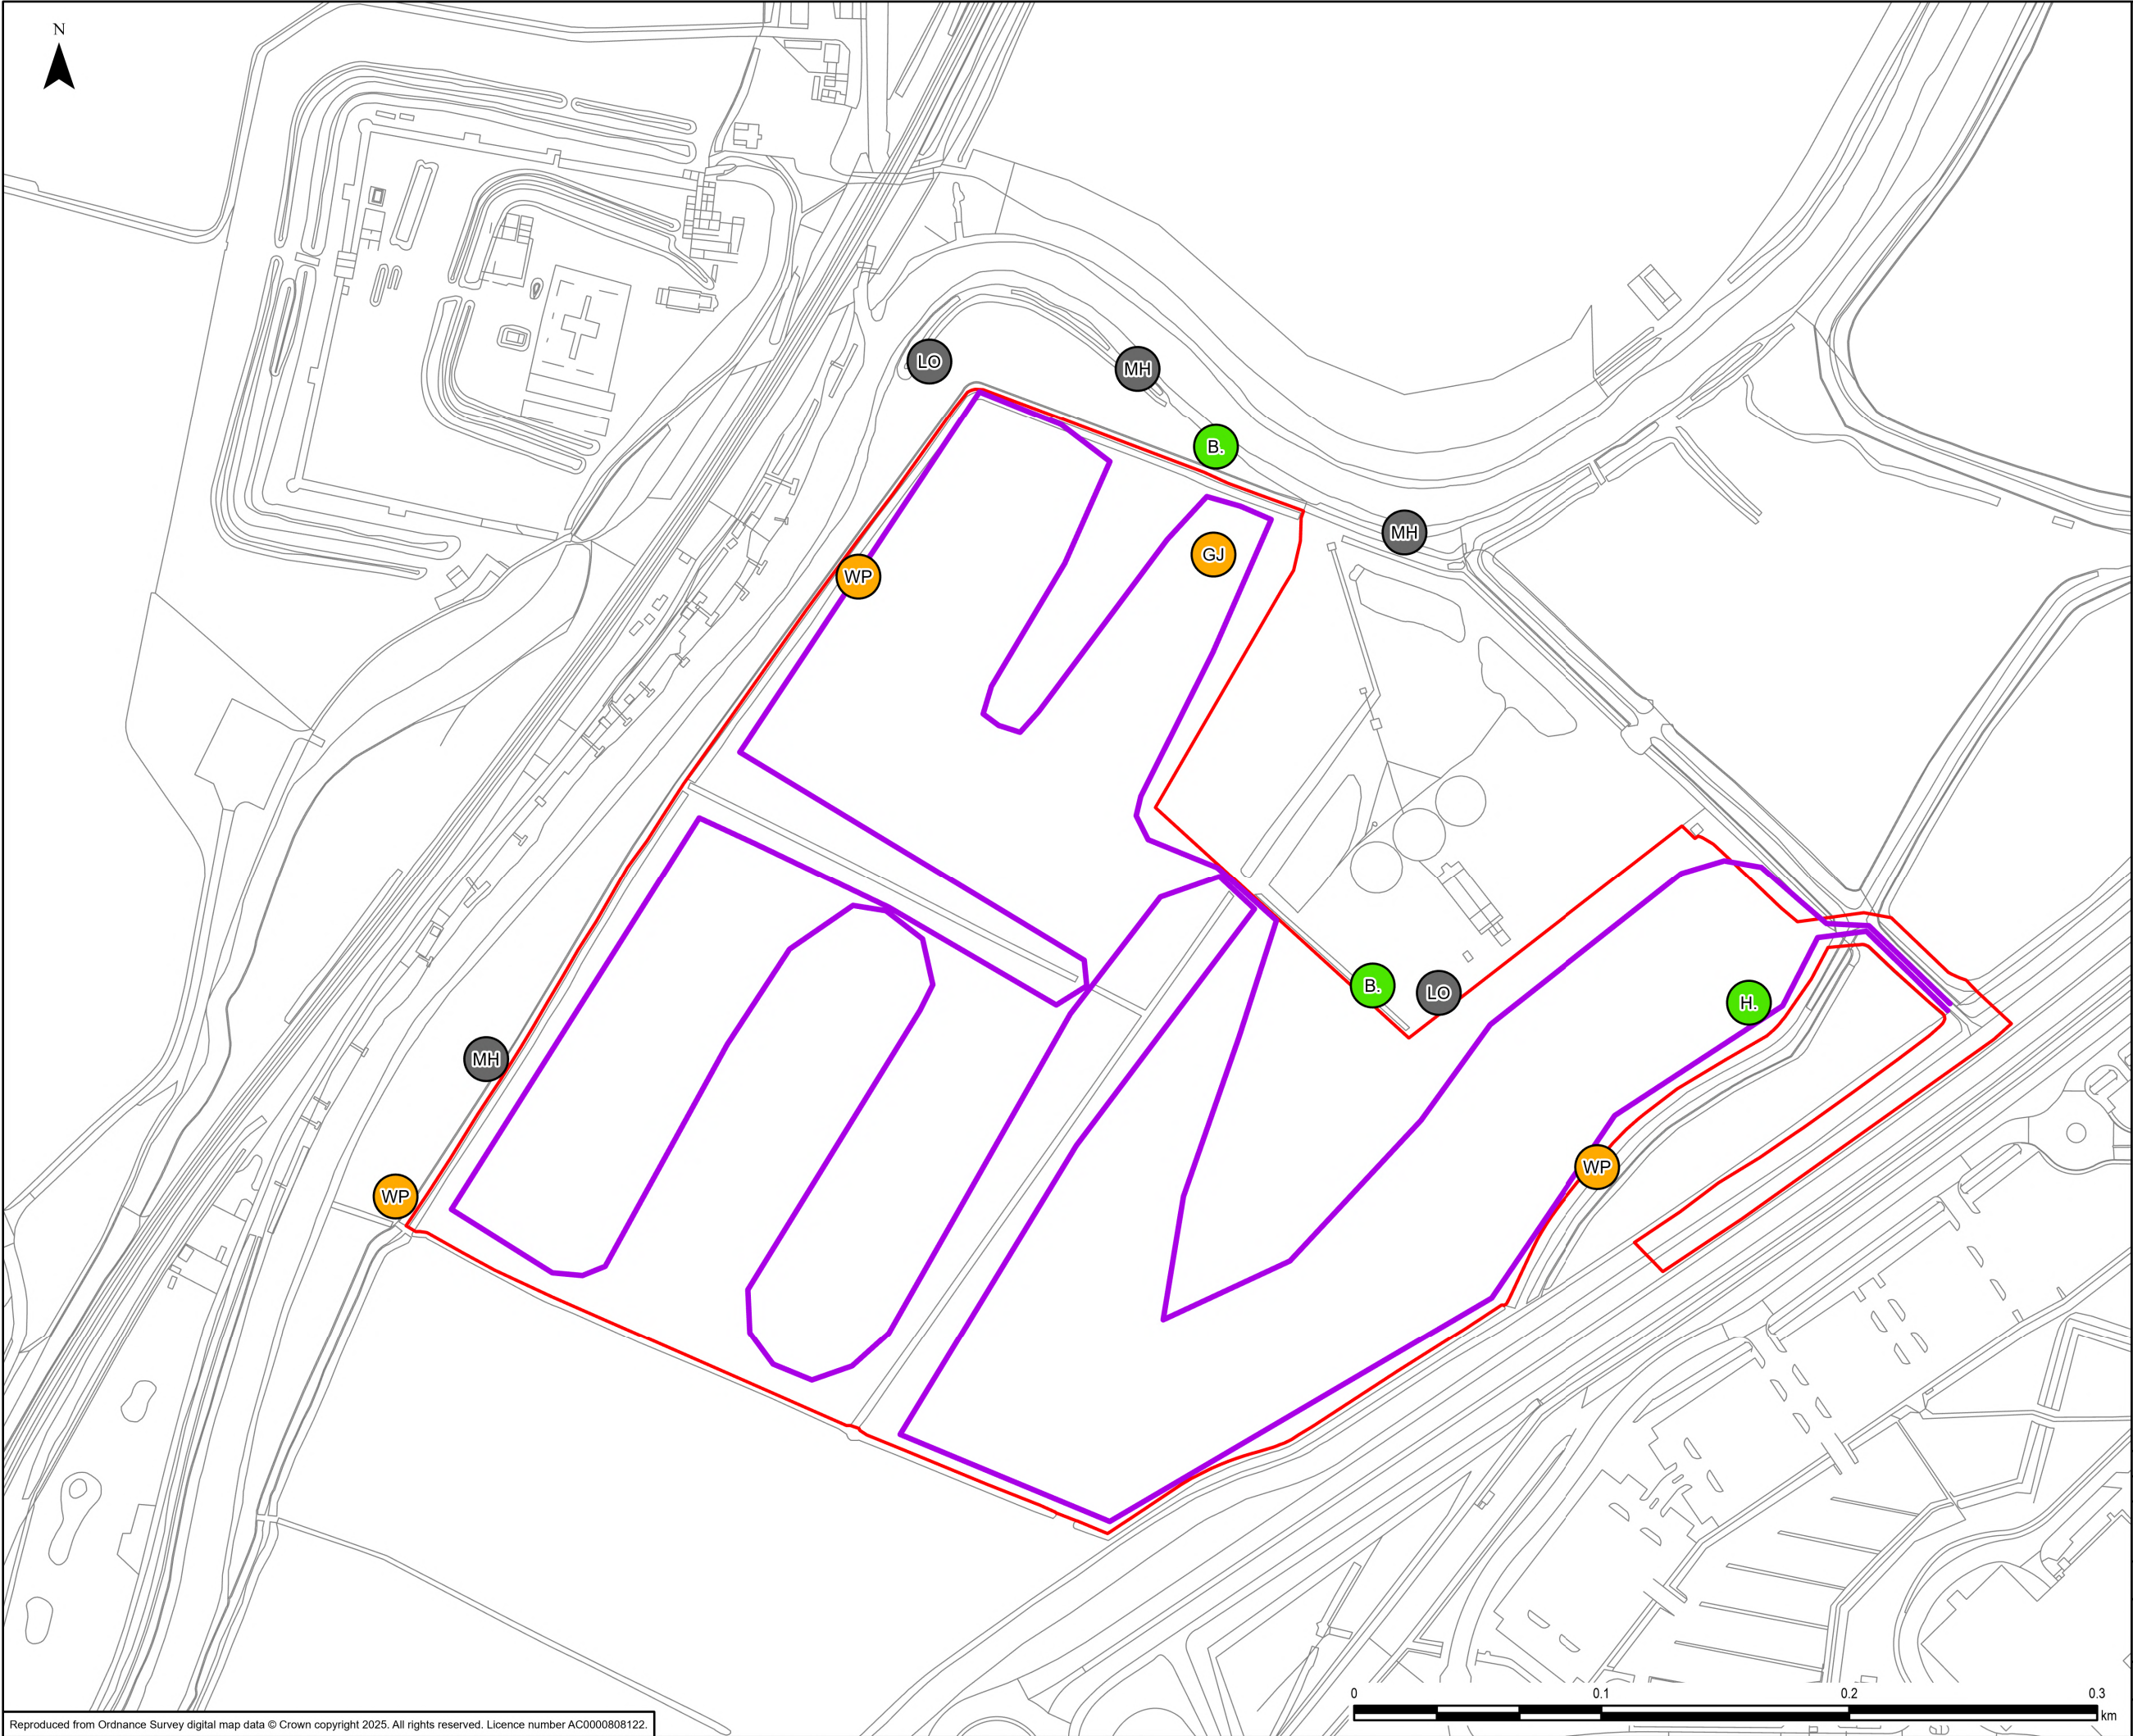 N
LO
MH
B.
MH
GJ
WP
B.
LO
H.
MH
WP
WP
0 0.1 0.2 0.3
km
Reproduced from Ordnance Survey digital map data © Crown copyright 2025. All rights reserved. Licence number AC0000808122.